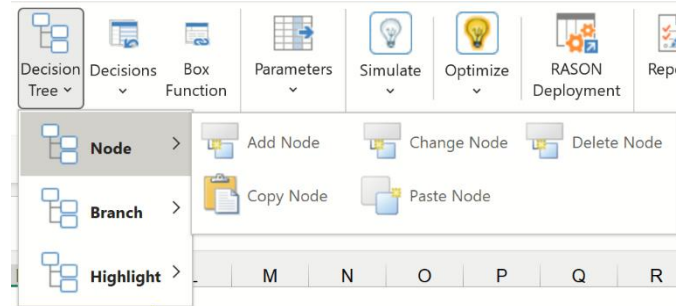 Decision Tree Decisions Box Function Parameters Simulate Optimize RASON Deployment
Node Add Node Change Node Delete Node
Copy Node Paste Node
Branch
Highlight
M N O P Q R